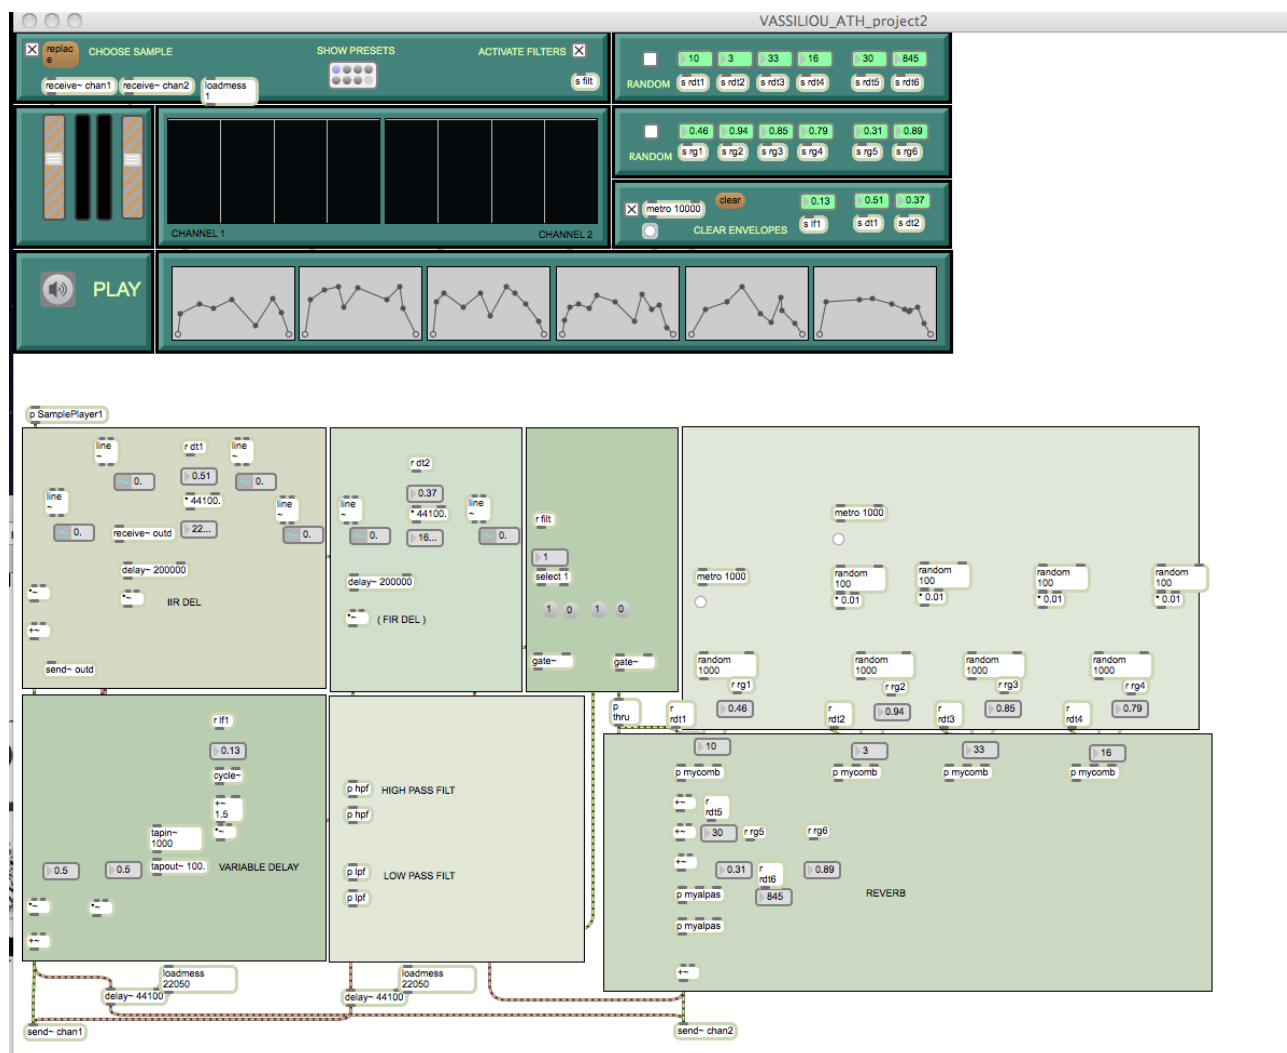 VASSILIOU_ATH_project2
replac
e
CHOOSE SAMPLE
SHOW PRESETS
ACTIVATE FILTERS
receive~ chan1
receive~ chan2
loadmess
1
s filt
10
3
33
16
30
845
RANDOM
s rdt1
s rdt2
s rdt3
s rdt4
s rdt5
s rdt6
0.46
0.94
0.85
0.79
0.31
0.89
RANDOM
s rg1
s rg2
s rg3
s rg4
s rg5
s rg6
metro 10000
clear
0.13
0.51
0.37
CLEAR ENVELOPES
s lf1
s dt1
s dt2
CHANNEL 1
CHANNEL 2
PLAY
p SamplePlayer1
line
~
r dt1
line
~
0.
0.51
0.
line
~
* 44100.
line
~
0.
receive~ outd
22...
0.
delay~ 200000
*~
*~
IIR DEL
+~
send~ outd
r dt2
0.37
line
~
* 44100.
line
~
0.
16...
0.
delay~ 200000
*~
( FIR DEL )
r filt
1
select 1
1
0
1
0
gate~
gate~
metro 1000
metro 1000
random
100
random
100
random
100
random
100
* 0.01
* 0.01
* 0.01
* 0.01
random
1000
random
1000
random
1000
random
1000
r rg1
r rg2
r rg3
r rg4
p
thru
r
rdt1
0.46
r
rdt2
0.94
r
rdt3
0.85
r
rdt4
0.79
r lf1
0.13
cycle~
+~
1.5
*~
tapin~
1000
tapout~ 100.
0.5
0.5
VARIABLE DELAY
*~
*~
+~
p hpf
HIGH PASS FILT
p hpf
p lpf
LOW PASS FILT
p lpf
10
3
33
16
p mycomb
p mycomb
p mycomb
p mycomb
+~
r
rdt5
+~
30
r rg5
r rg6
+~
0.31
r
rdt6
0.89
p myalpas
845
REVERB
p myalpas
+~
loadmess
22050
delay~ 44100
loadmess
22050
delay~ 44100
send~ chan1
send~ chan2